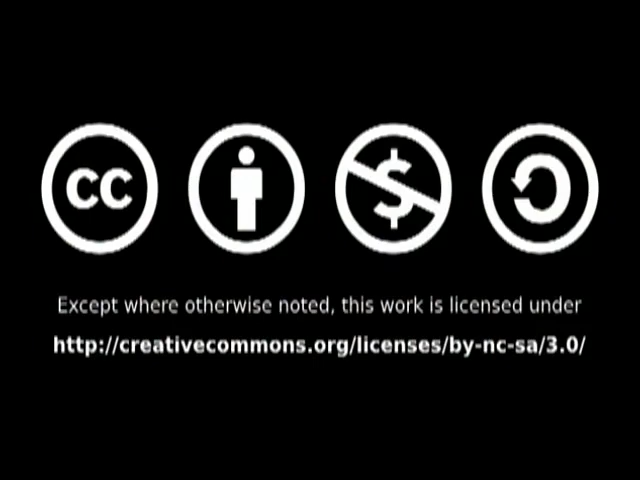 cc
$
Except where otherwise noted, this work is licensed under
http://creativecommons.org/licenses/by-nc-sa/3.0/